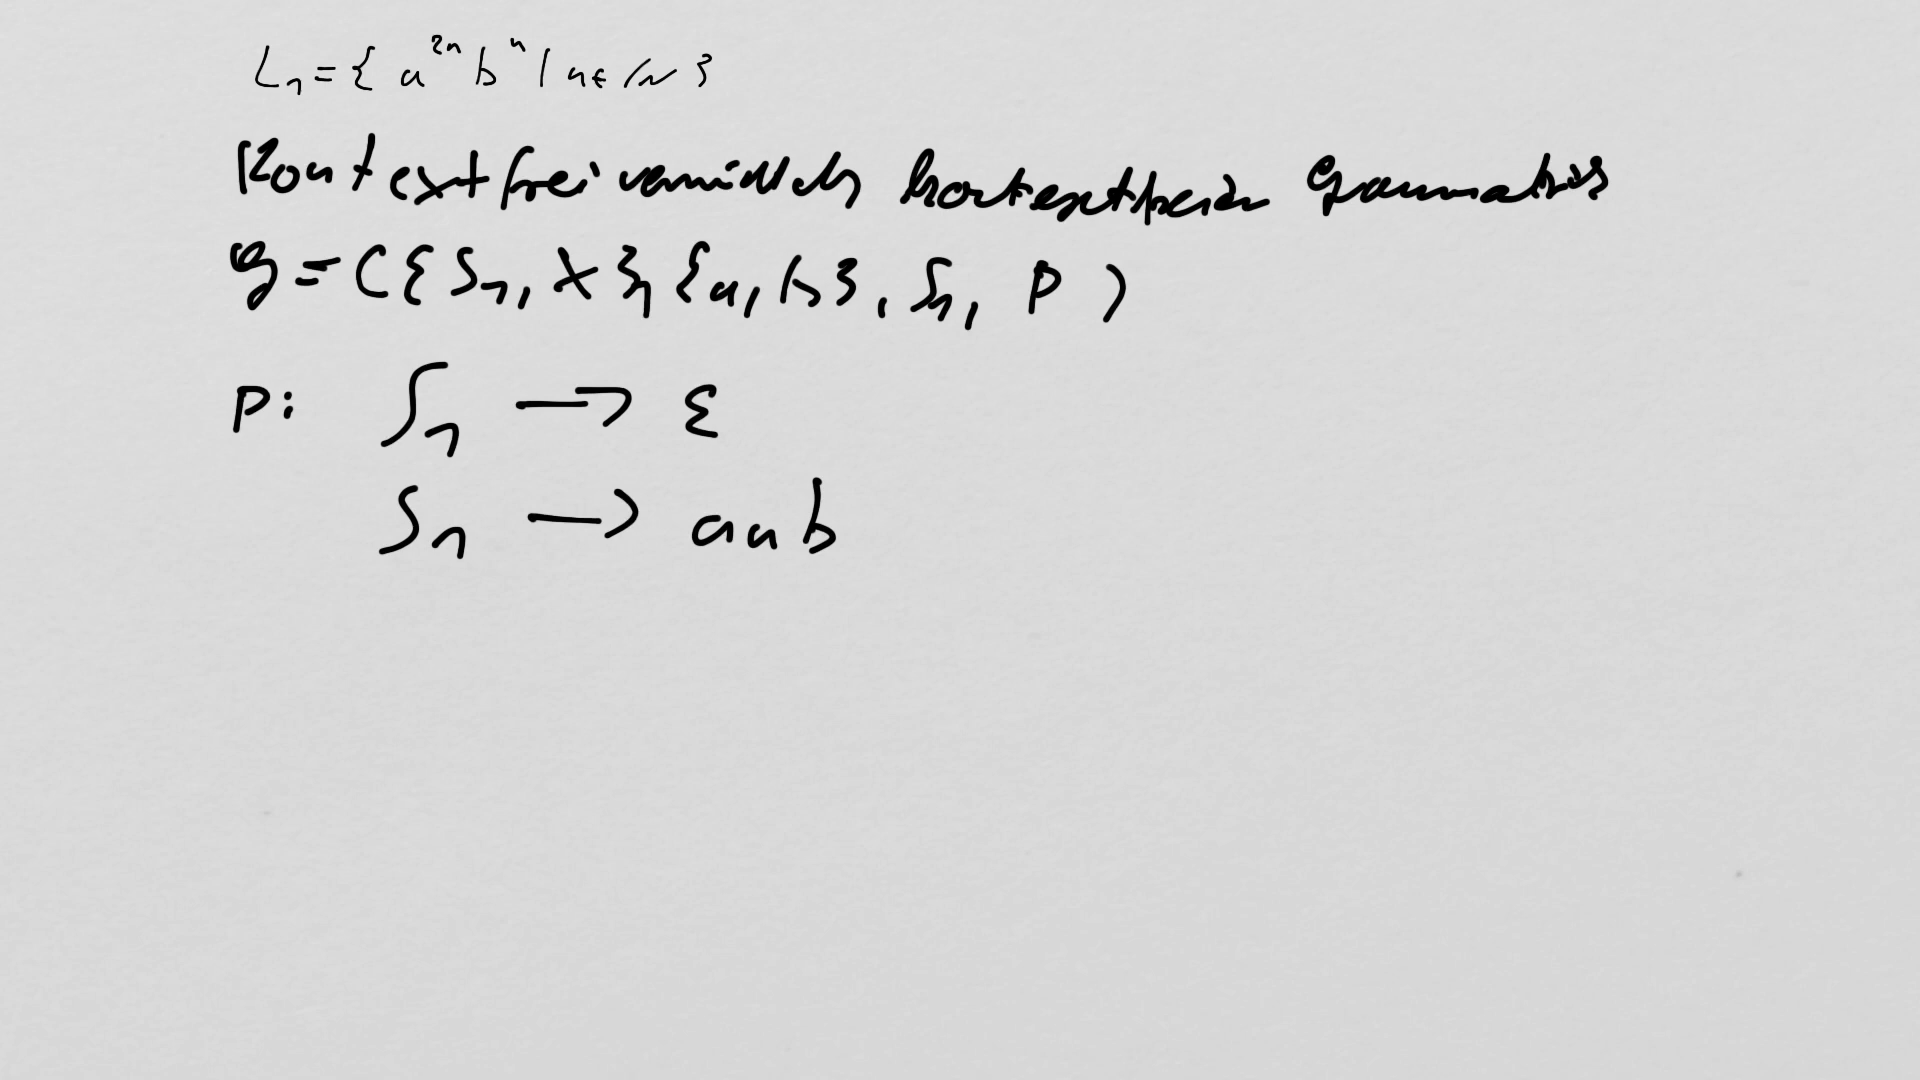 L₁ = { a²ⁿ bⁿ | n ∈ ℕ }
Kontextfrei vermittels kontextfreier Grammatik
G = ( { S₁, X }, { a, b }, S₁, P )
P: S₁ → ε
S₁ → aab